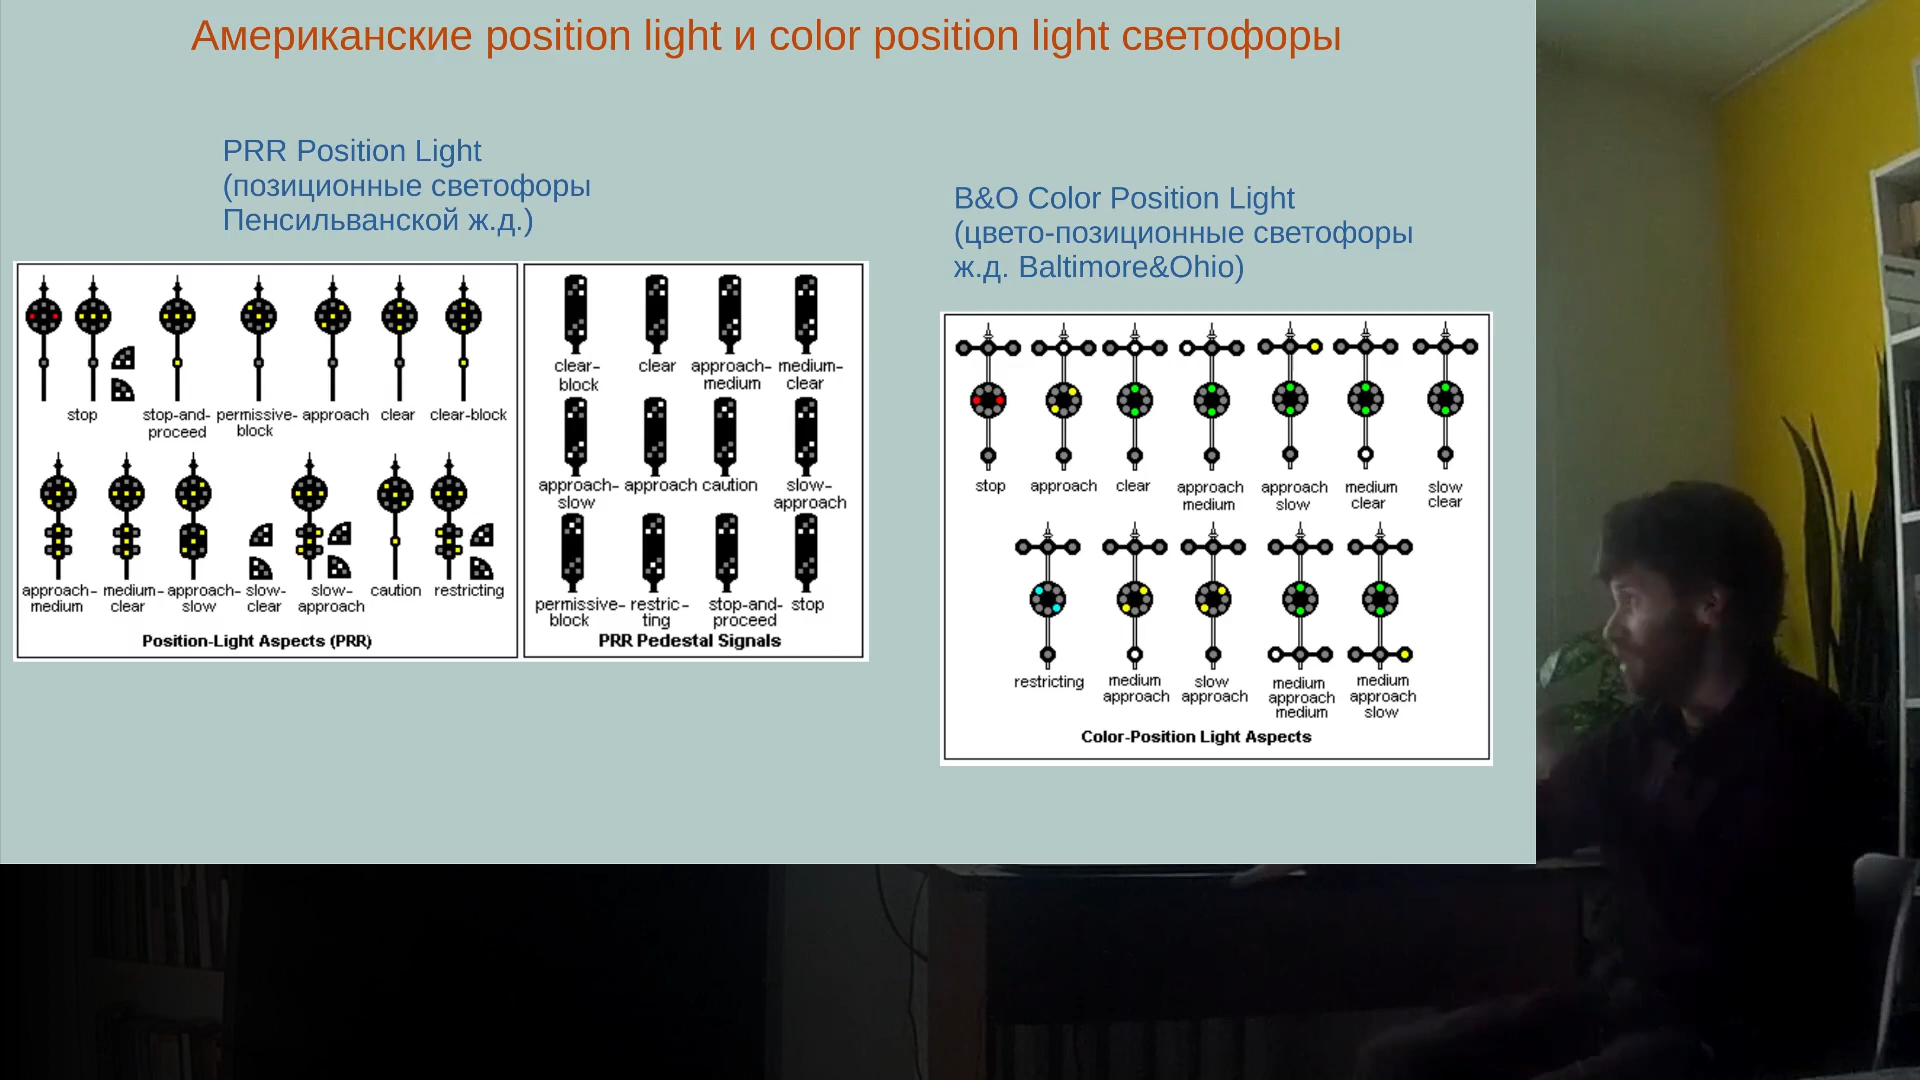 Американские position light и color position light светофоры
PRR Position Light
(позиционные светофоры
Пенсильванской ж.д.)
B&O Color Position Light
(цвето-позиционные светофоры
ж.д. Baltimore&Ohio)
stop
stop-and-
proceed
permissive-
block
approach
clear
clear-block
approach-
medium
medium-
clear
approach-
slow
slow-
clear
slow-
approach
caution
restricting
Position-Light Aspects (PRR)
clear-
block
clear
approach-
medium
medium-
clear
approach-
slow
approach
caution
slow-
approach
permissive-
block
restric-
ting
stop-and-
proceed
stop
PRR Pedestal Signals
stop
approach
clear
approach
medium
approach
slow
medium
clear
slow
clear
restricting
medium
approach
slow
approach
medium
approach
medium
medium
approach
slow
Color-Position Light Aspects